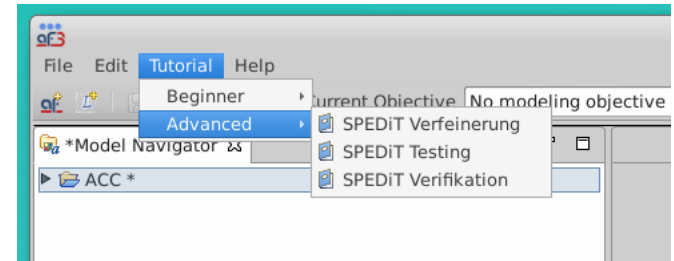 af3
File Edit Tutorial Help
Beginner
Current Objective No modeling objective
Advanced
SPEDiT Verfeinerung
*Model Navigator
SPEDiT Testing
ACC *
SPEDiT Verifikation